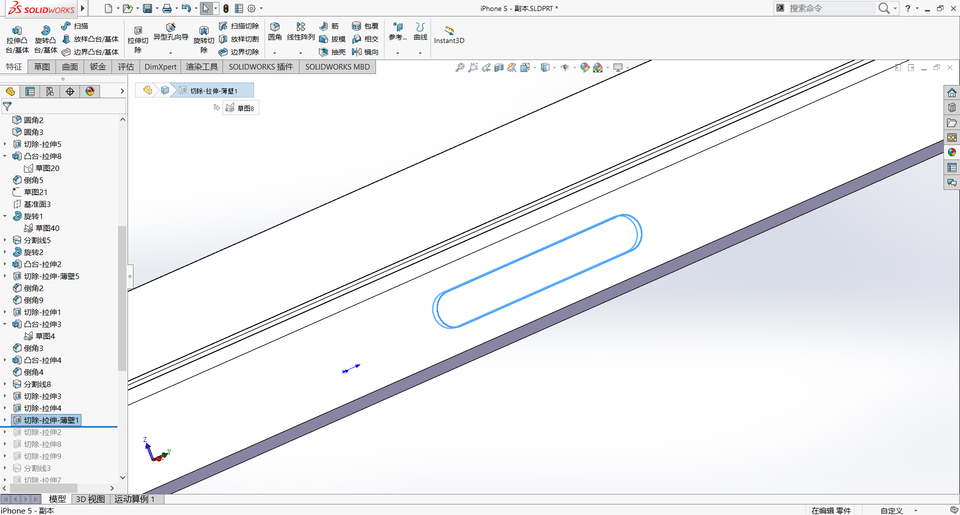 SOLIDWORKS
iPhone 5 - 副本.SLDPRT *
搜索命令
拉伸凸台/基体
旋转凸台/基体
扫描
放样凸台/基体
边界凸台/基体
拉伸切除
异型孔向导
旋转切除
扫描切除
放样切割
边界切除
圆角
线性阵列
筋
拔模
抽壳
包覆
相交
镜向
参考...
曲线
Instant3D
特征
草图
曲面
钣金
评估
DimXpert
渲染工具
SOLIDWORKS 插件
SOLIDWORKS MBD
切除-拉伸-薄壁1
草图8
圆角2
圆角3
切除-拉伸5
凸台-拉伸8
草图20
倒角5
草图21
基准面3
旋转1
草图40
分割线5
旋转2
凸台-拉伸2
切除-拉伸-薄壁5
倒角2
倒角9
切除-拉伸1
凸台-拉伸3
草图4
倒角3
凸台-拉伸4
倒角4
分割线8
切除-拉伸3
切除-拉伸4
切除-拉伸-薄壁1
切除-拉伸2
切除-拉伸8
切除-拉伸9
分割线3
切除-拉伸7
Z
Y
模型
3D 视图
运动算例 1
iPhone 5 - 副本
在编辑 零件
自定义